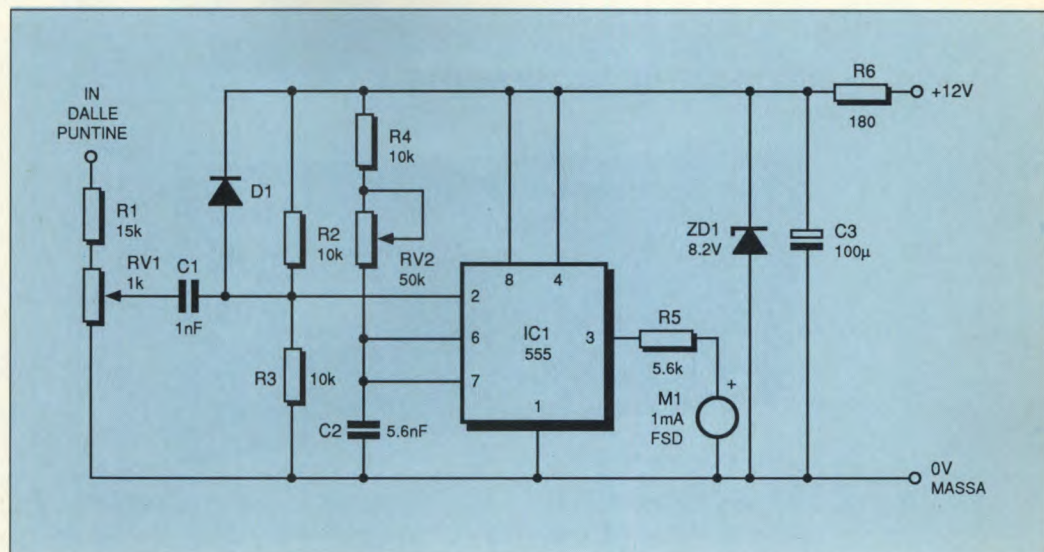 IN
DALLE
PUNTINE
R1
15k
RV1
1k
C1
1nF
D1
R2
10k
R3
10k
R4
10k
RV2
50k
C2
5.6nF
8
4
2
6
7
3
1
IC1
555
R5
5.6k
M1
1mA
FSD
+
ZD1
8.2V
C3
100µ
R6
180
+12V
0V
MASSA